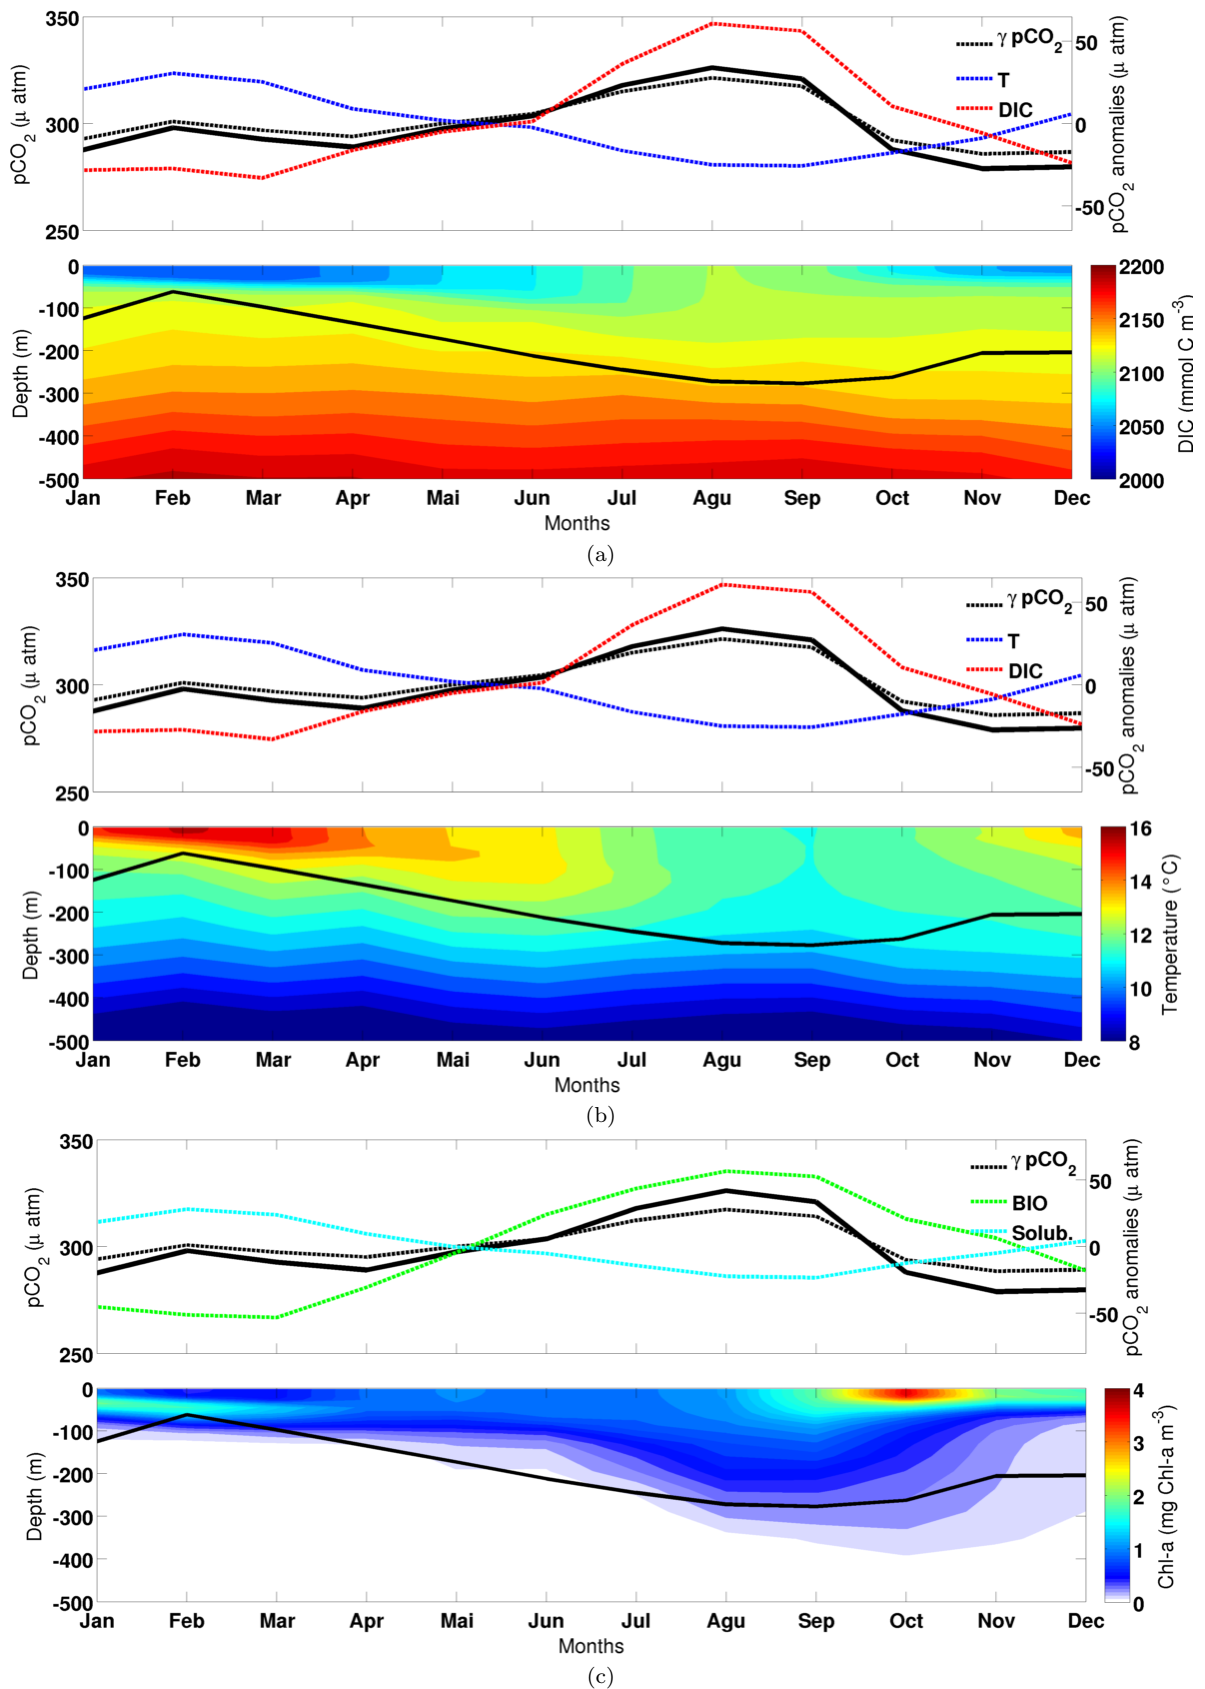 350
300
250
pCO2 (μ atm)
50
0
-50
pCO2 anomalies (μ atm)
γ pCO2
T
DIC
0
-100
-200
-300
-400
-500
Depth (m)
Jan Feb Mar Apr Mai Jun Jul Agu Sep Oct Nov Dec
Months
2200
2150
2100
2050
2000
DIC (mmol C m-3)
(a)
350
300
250
pCO2 (μ atm)
50
0
-50
pCO2 anomalies (μ atm)
γ pCO2
T
DIC
0
-100
-200
-300
-400
-500
Depth (m)
Jan Feb Mar Apr Mai Jun Jul Agu Sep Oct Nov Dec
Months
16
14
12
10
8
Temperature (°C)
(b)
350
300
250
pCO2 (μ atm)
50
0
-50
pCO2 anomalies (μ atm)
γ pCO2
BIO
Solub.
0
-100
-200
-300
-400
-500
Depth (m)
Jan Feb Mar Apr Mai Jun Jul Agu Sep Oct Nov Dec
Months
4
3
2
1
0
Chl-a (mg Chl-a m-3)
(c)